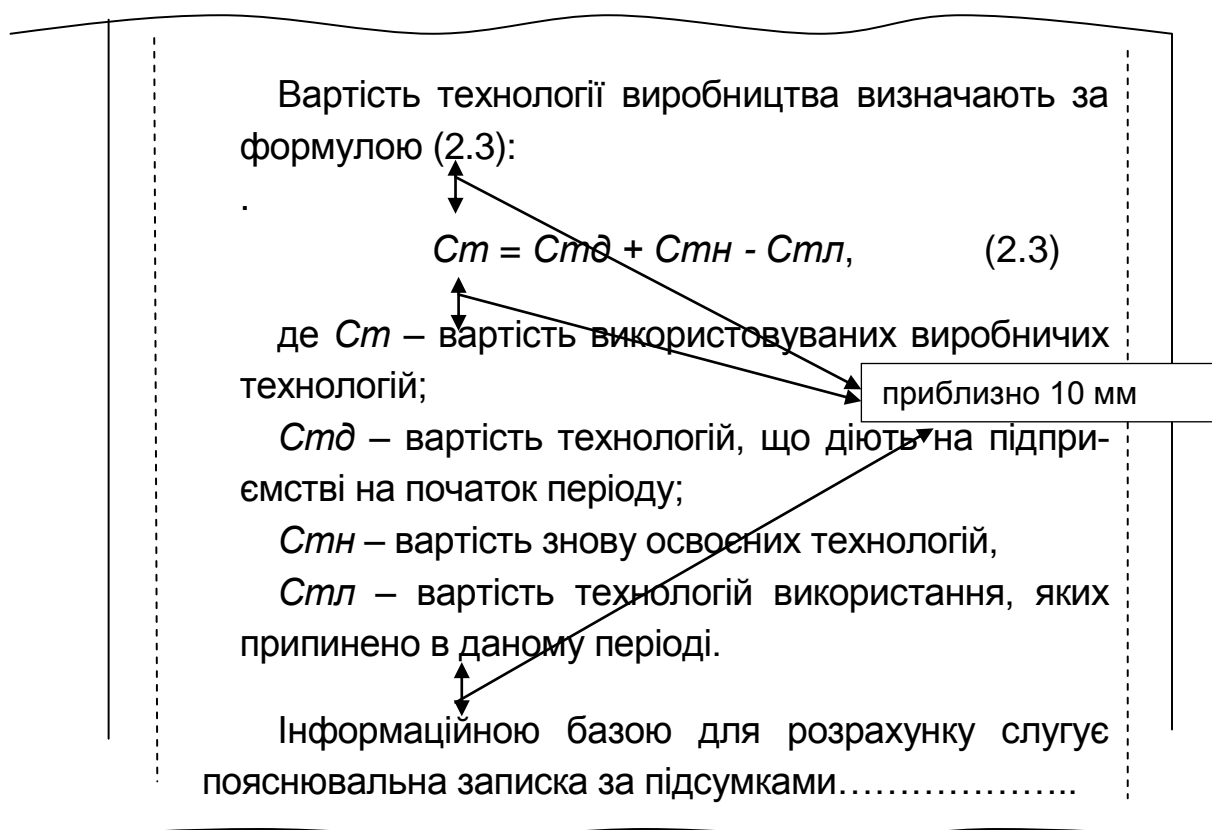 Вартість технології виробництва визначають за
формулою (2.3):
.
Ст = Стд + Стн - Стл, (2.3)
де Ст – вартість використовуваних виробничих
технологій;
приблизно 10 мм
Стд – вартість технологій, що діють на підпри-
ємстві на початок періоду;
Стн – вартість знову освоєних технологій,
Стл – вартість технологій використання, яких
припинено в даному періоді.
Інформаційною базою для розрахунку слугує
пояснювальна записка за підсумками…………………..